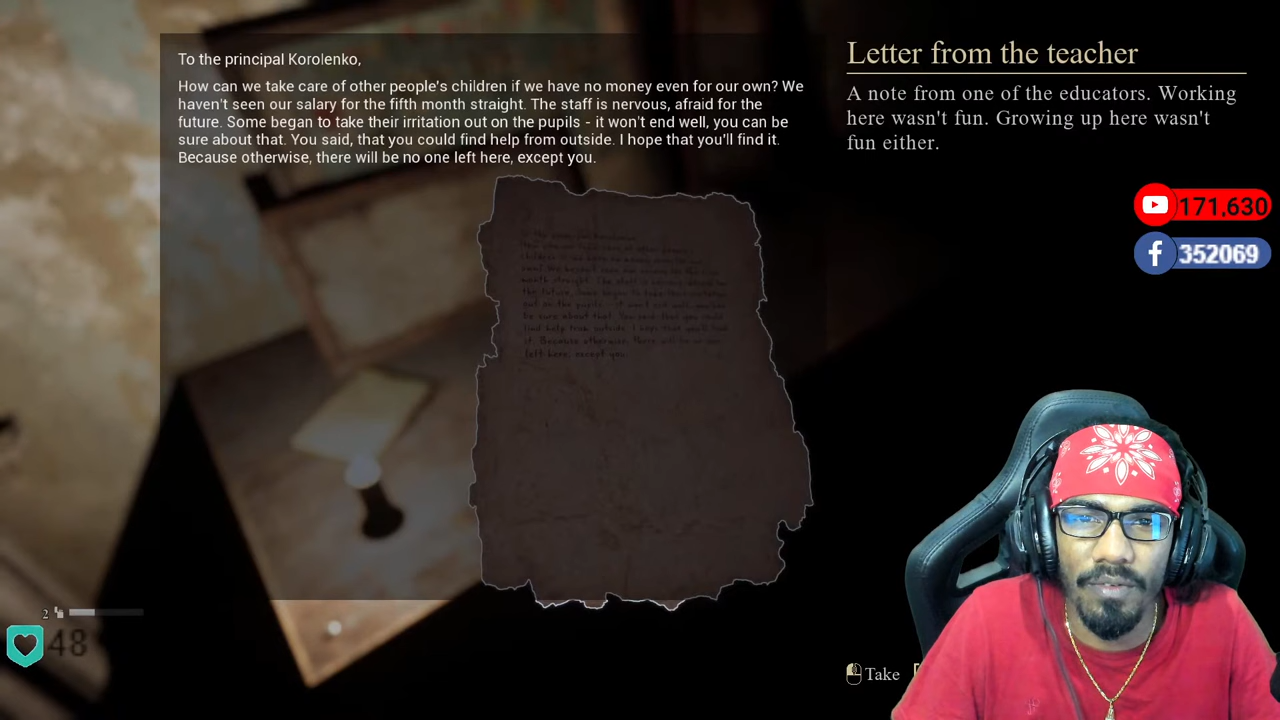 To the principal Korolenko,
How can we take care of other people's children if we have no money even for our own? We
haven't seen our salary for the fifth month straight. The staff is nervous, afraid for the
future. Some began to take their irritation out on the pupils - it won't end well, you can be
sure about that. You said, that you could find help from outside. I hope that you'll find it.
Because otherwise, there will be no one left here, except you.
Letter from the teacher
A note from one of the educators. Working
here wasn't fun. Growing up here wasn't
fun either.
171,630
352069
2
48
Take